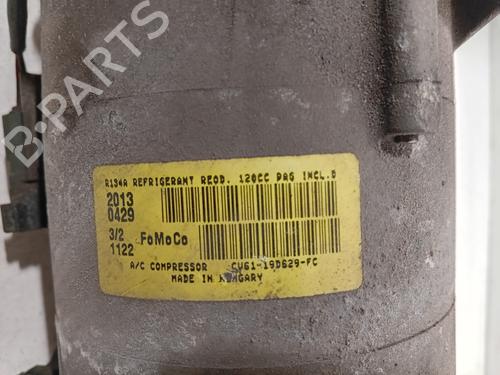 R134A REFRIGERANT REQD. 120CC PAG INCL.D
2013
0429
3/2 FoMoCo
1122
A/C COMPRESSOR CV61-19D629-FC
MADE IN HUNGARY
B-PARTS